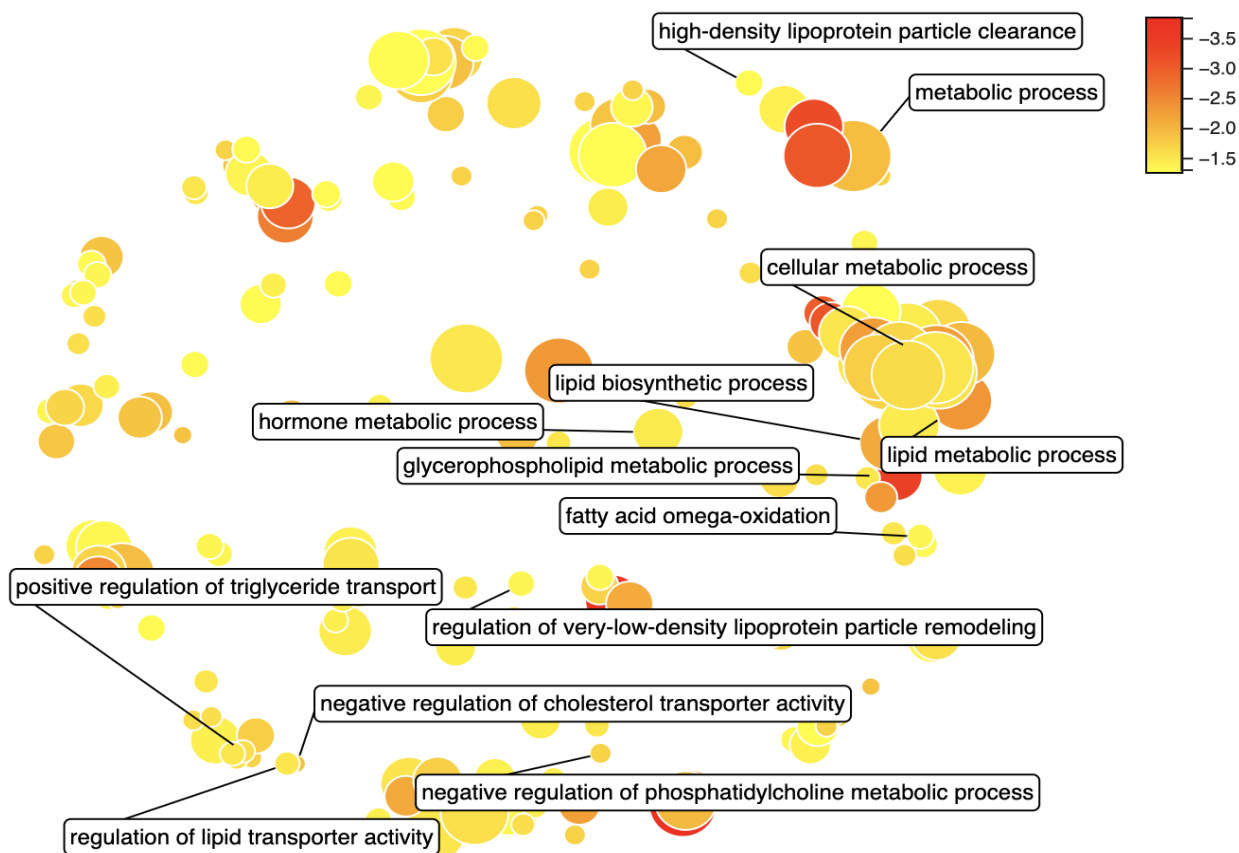 high-density lipoprotein particle clearance
−3.5
−3.0
metabolic process
−2.5
−2.0
−1.5
cellular metabolic process
lipid biosynthetic process
hormone metabolic process
lipid metabolic process
glycerophospholipid metabolic process
fatty acid omega-oxidation
positive regulation of triglyceride transport
regulation of very-low-density lipoprotein particle remodeling
negative regulation of cholesterol transporter activity
negative regulation of phosphatidylcholine metabolic process
regulation of lipid transporter activity